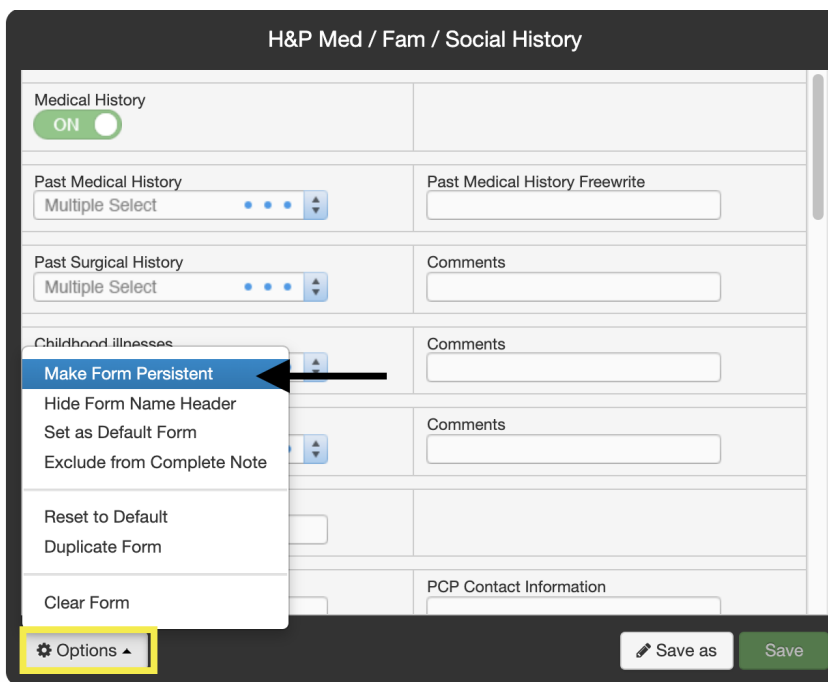 H&P Med / Fam / Social History
Medical History
ON
Past Medical History
Past Medical History Freewrite
Multiple Select
Past Surgical History
Comments
Multiple Select
Childhood illnesses
Comments
Make Form Persistent
Hide Form Name Header
Set as Default Form
Comments
Exclude from Complete Note
Reset to Default
Duplicate Form
PCP Contact Information
Clear Form
Options
Save as
Save